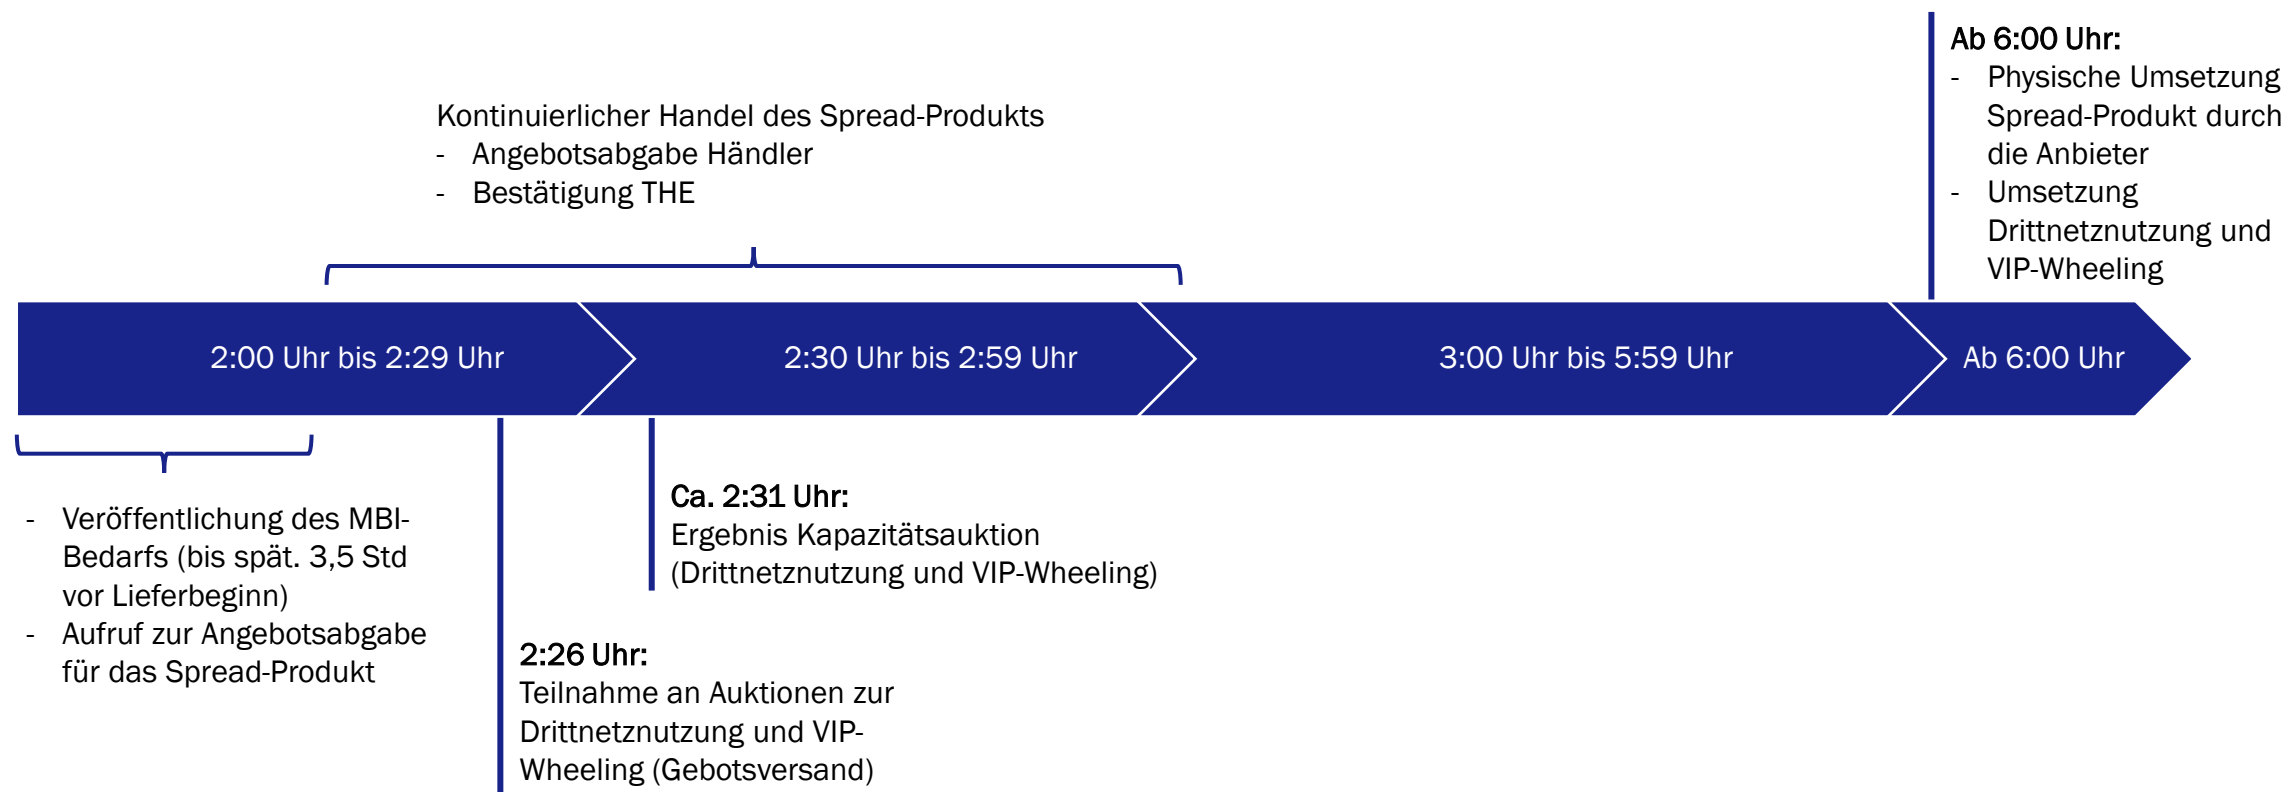 Ab 6:00 Uhr:
- Physische Umsetzung
Spread-Produkt durch
die Anbieter
- Umsetzung
Drittnetznutzung und
VIP-Wheeling
Kontinuierlicher Handel des Spread-Produkts
- Angebotsabgabe Händler
- Bestätigung THE
2:00 Uhr bis 2:29 Uhr
2:30 Uhr bis 2:59 Uhr
3:00 Uhr bis 5:59 Uhr
Ab 6:00 Uhr
- Veröffentlichung des MBI-
Bedarfs (bis spät. 3,5 Std
vor Lieferbeginn)
- Aufruf zur Angebotsabgabe
für das Spread-Produkt
2:26 Uhr:
Teilnahme an Auktionen zur
Drittnetznutzung und VIP-
Wheeling (Gebotsversand)
Ca. 2:31 Uhr:
Ergebnis Kapazitätsauktion
(Drittnetznutzung und VIP-Wheeling)